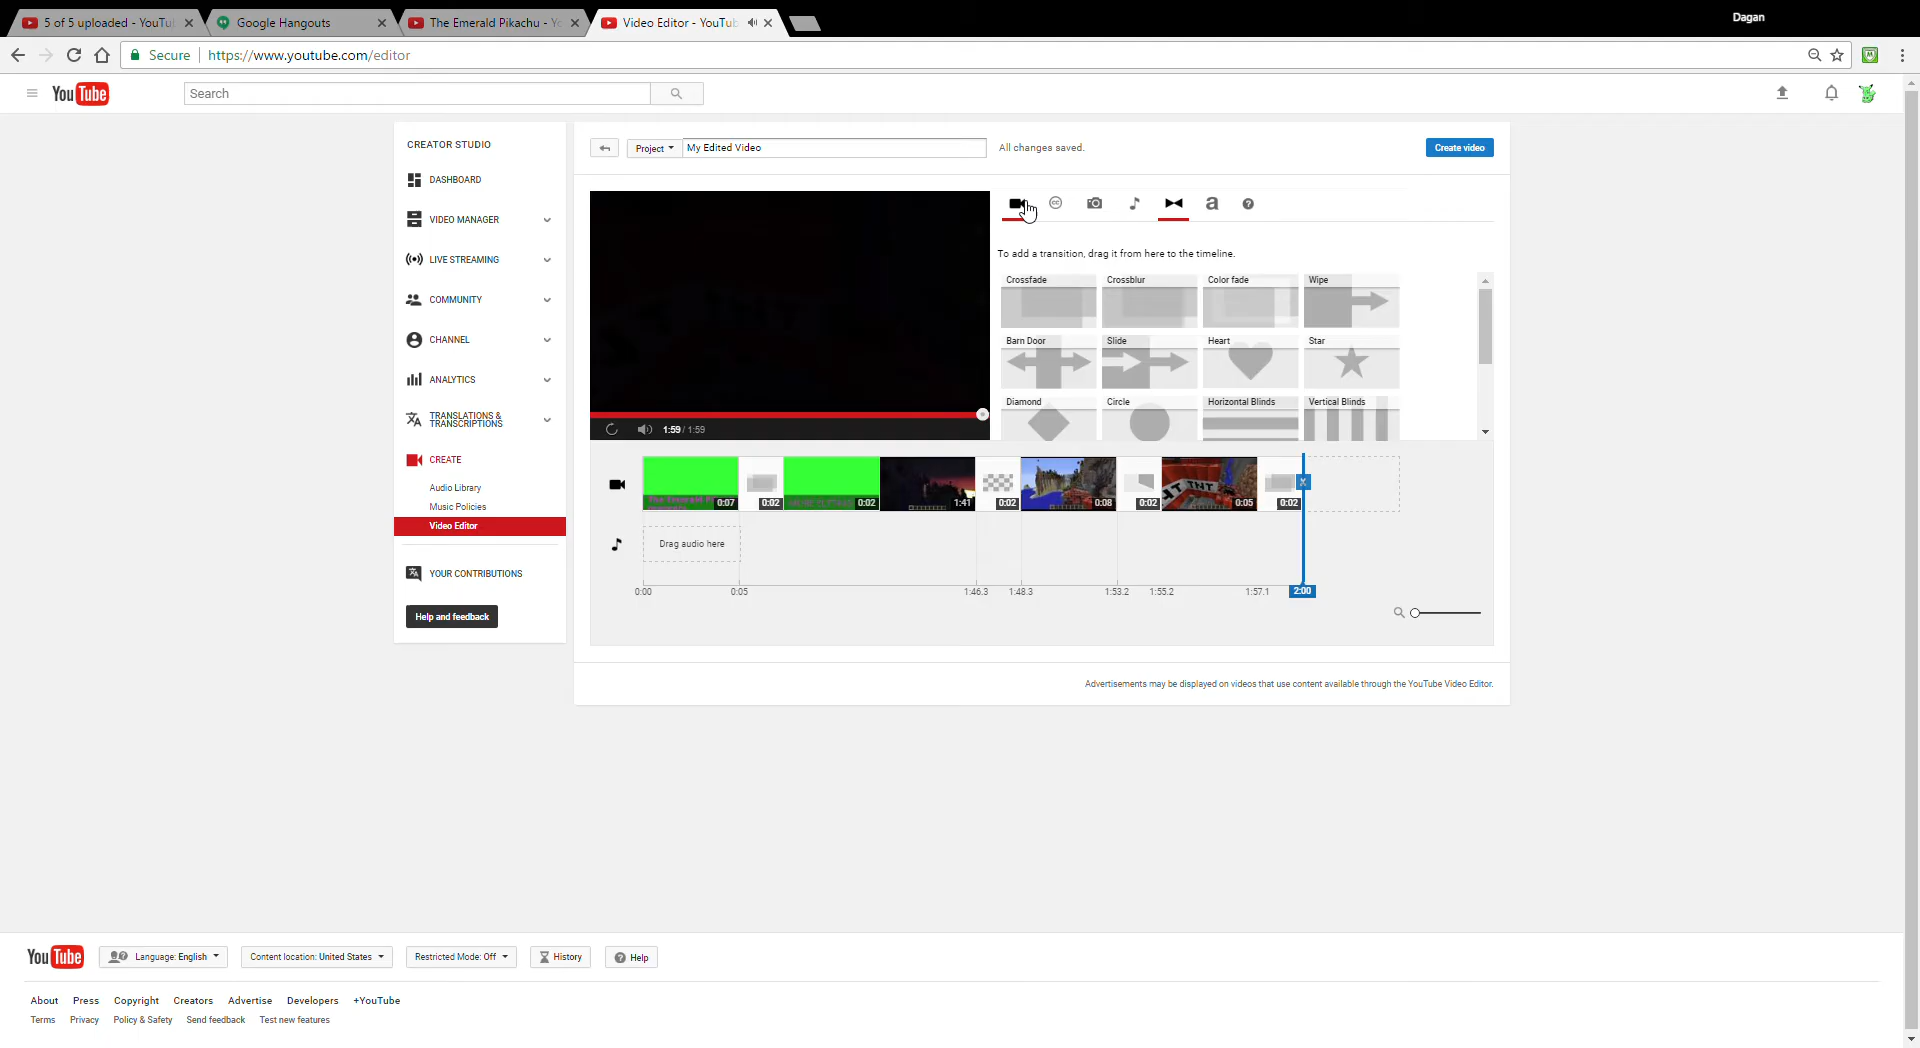 5 of 5 uploaded - YouTu
Google Hangouts
The Emerald Pikachu - Yo
Video Editor - YouTub
Dagan
Secure
https://www.youtube.com/editor
YouTube
Search
CREATOR STUDIO
DASHBOARD
VIDEO MANAGER
LIVE STREAMING
COMMUNITY
CHANNEL
ANALYTICS
TRANSLATIONS &
TRANSCRIPTIONS
CREATE
Audio Library
Music Policies
Video Editor
YOUR CONTRIBUTIONS
Help and feedback
Project
My Edited Video
All changes saved.
Create video
1:59 / 1:59
cc
a
To add a transition, drag it from here to the timeline.
Crossfade
Crossblur
Color fade
Wipe
Barn Door
Slide
Heart
Star
Diamond
Circle
Horizontal Blinds
Vertical Blinds
TNT
0:07
0:02
0:02
1:41
0:02
0:08
0:02
0:05
0:02
Drag audio here
0:00
0:05
1:46.3
1:48.3
1:53.2
1:55.2
1:57.1
2:00
Advertisements may be displayed on videos that use content available through the YouTube Video Editor.
YouTube
Language: English
Content location: United States
Restricted Mode: Off
History
Help
About Press Copyright Creators Advertise Developers +YouTube
Terms Privacy Policy & Safety Send feedback Test new features